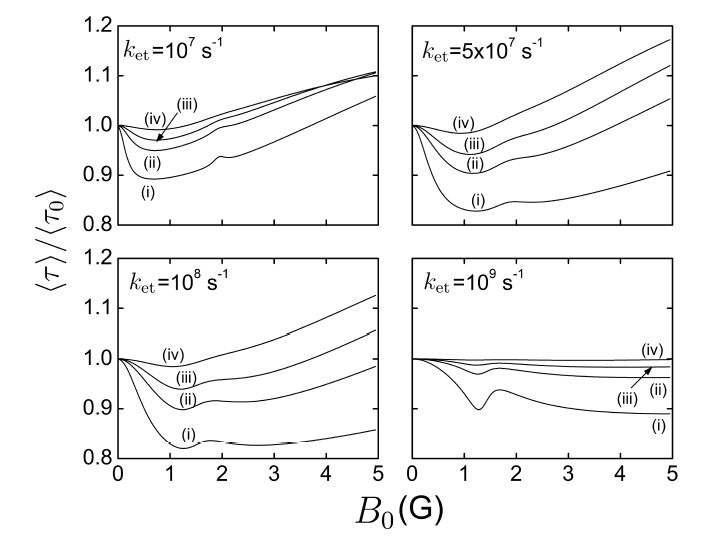 1.2
1.1
1.0
0.9
0.8
k_et=10^7 s^-1
(iv)
(iii)
(ii)
(i)
k_et=5x10^7 s^-1
(iv)
(iii)
(ii)
(i)
⟨τ⟩/⟨τ_0⟩
1.2
1.1
1.0
0.9
0.8
k_et=10^8 s^-1
(iv)
(iii)
(ii)
(i)
k_et=10^9 s^-1
(iv)
(iii)
(ii)
(i)
0 1 2 3 4 5
0 1 2 3 4 5
B_0(G)